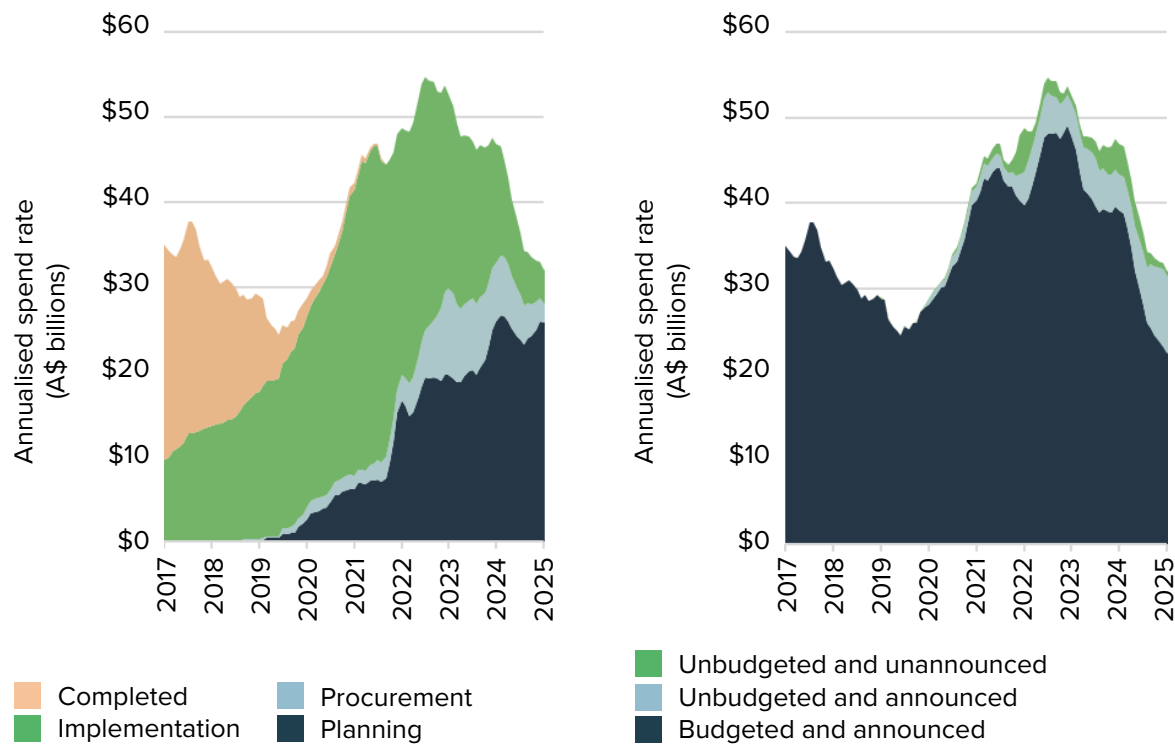 $60
$50
$40
$30
$20
$10
$0
Annualised spend rate
(A$ billions)
2017
2018
2019
2020
2021
2022
2023
2024
2025
Completed
Implementation
Procurement
Planning
$60
$50
$40
$30
$20
$10
$0
Annualised spend rate
(A$ billions)
2017
2018
2019
2020
2021
2022
2023
2024
2025
Unbudgeted and unannounced
Unbudgeted and announced
Budgeted and announced